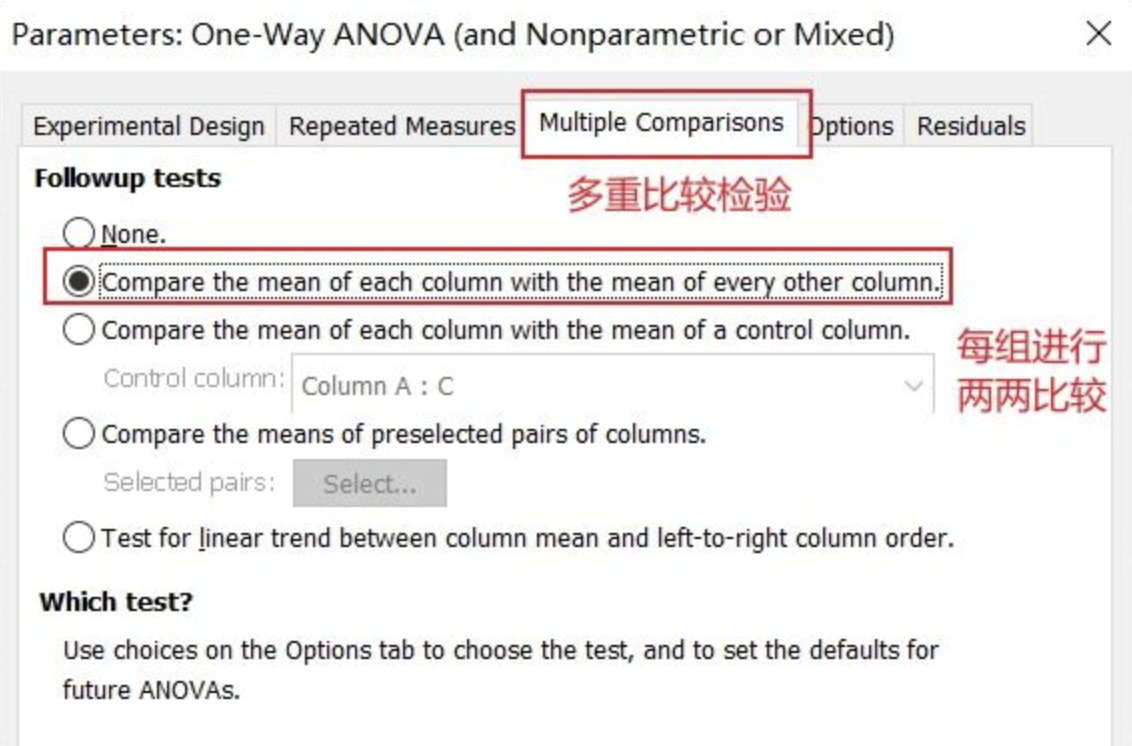 Parameters: One-Way ANOVA (and Nonparametric or Mixed)
Experimental Design
Repeated Measures
Multiple Comparisons
Options
Residuals
Followup tests
多重比较检验
None.
Compare the mean of each column with the mean of every other column.
Compare the mean of each column with the mean of a control column.
每组进行
两两比较
Control column:
Column A : C
Compare the means of preselected pairs of columns.
Selected pairs:
Select...
Test for linear trend between column mean and left-to-right column order.
Which test?
Use choices on the Options tab to choose the test, and to set the defaults for
future ANOVAs.